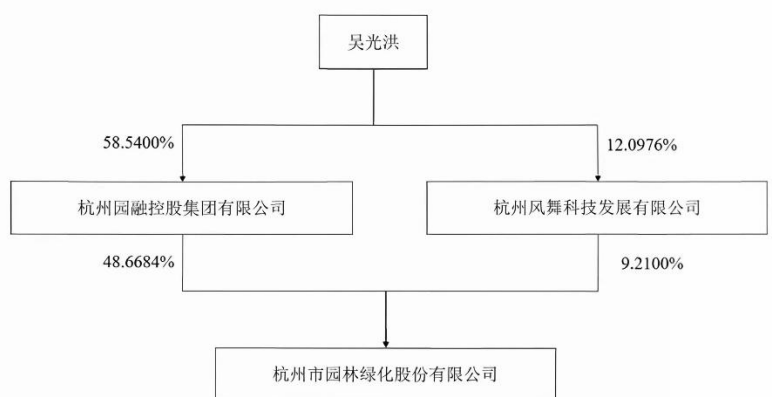 吴光洪
58.5400%
12.0976%
杭州园融控股集团有限公司
杭州风舞科技发展有限公司
48.6684%
9.2100%
杭州市园林绿化股份有限公司